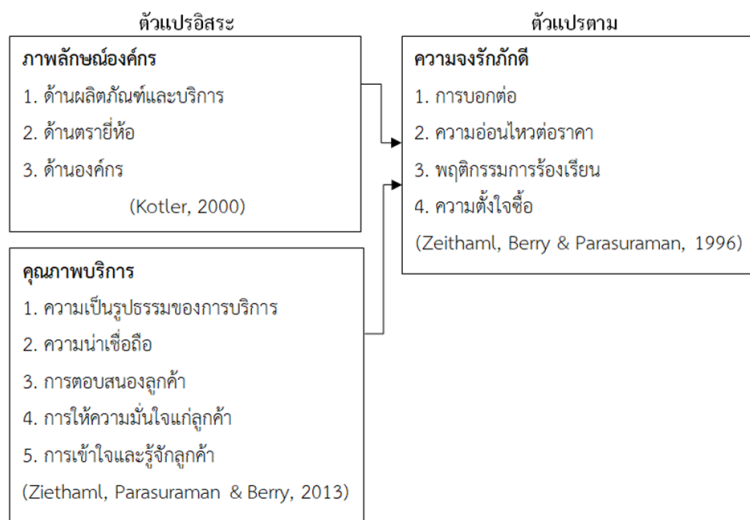 ตัวแปรอิสระ
ภาพลักษณ์องค์กร
1. ด้านผลิตภัณฑ์และบริการ
2. ด้านตรายี่ห้อ
3. ด้านองค์กร
(Kotler, 2000)
คุณภาพบริการ
1. ความเป็นรูปธรรมของการบริการ
2. ความน่าเชื่อถือ
3. การตอบสนองลูกค้า
4. การให้ความมั่นใจแก่ลูกค้า
5. การเข้าใจและรู้จักลูกค้า
(Ziethaml, Parasuraman & Berry, 2013)
ตัวแปรตาม
ความจงรักภักดี
1. การบอกต่อ
2. ความอ่อนไหวต่อราคา
3. พฤติกรรมการร้องเรียน
4. ความตั้งใจซื้อ
(Zeithaml, Berry & Parasuraman, 1996)